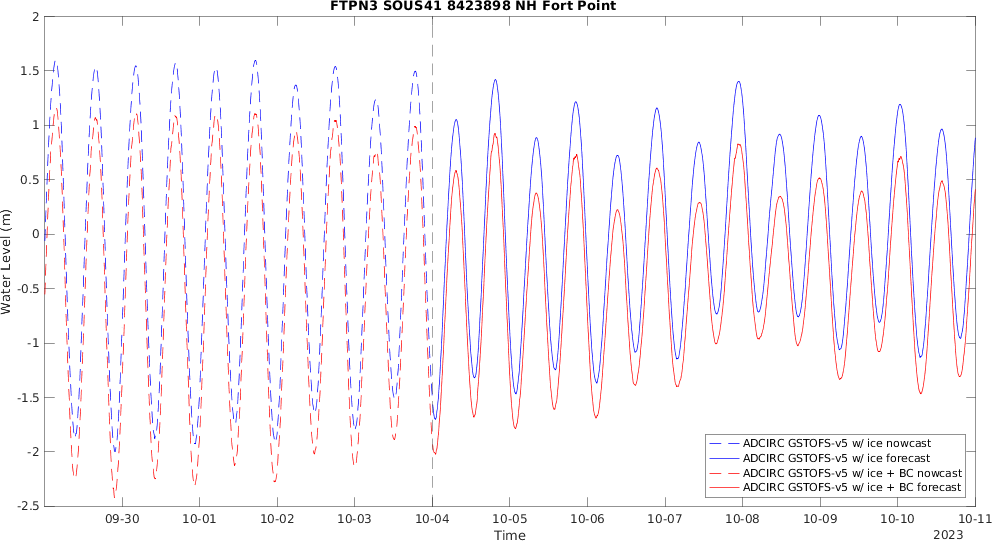 FTPN3 SOUS41 8423898 NH Fort Point
2
1.5
1
0.5
0
-0.5
-1
-1.5
-2
-2.5
Water Level (m)
09-30 10-01 10-02 10-03 10-04 10-05 10-06 10-07 10-08 10-09 10-10 10-11
Time
2023
ADCIRC GSTOFS-v5 w/ ice nowcast
ADCIRC GSTOFS-v5 w/ ice forecast
ADCIRC GSTOFS-v5 w/ ice + BC nowcast
ADCIRC GSTOFS-v5 w/ ice + BC forecast